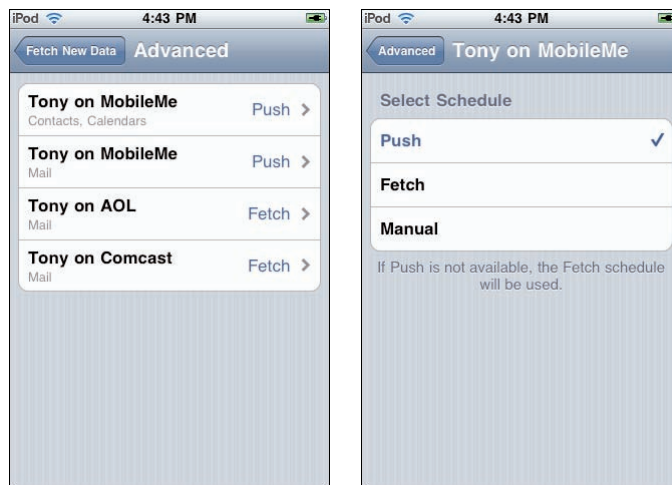 iPod 4:43 PM
Fetch New Data Advanced
Tony on MobileMe
Contacts, Calendars
Push
Tony on MobileMe
Mail
Push
Tony on AOL
Mail
Fetch
Tony on Comcast
Mail
Fetch
iPod 4:43 PM
Advanced Tony on MobileMe
Select Schedule
Push
Fetch
Manual
If Push is not available, the Fetch schedule
will be used.